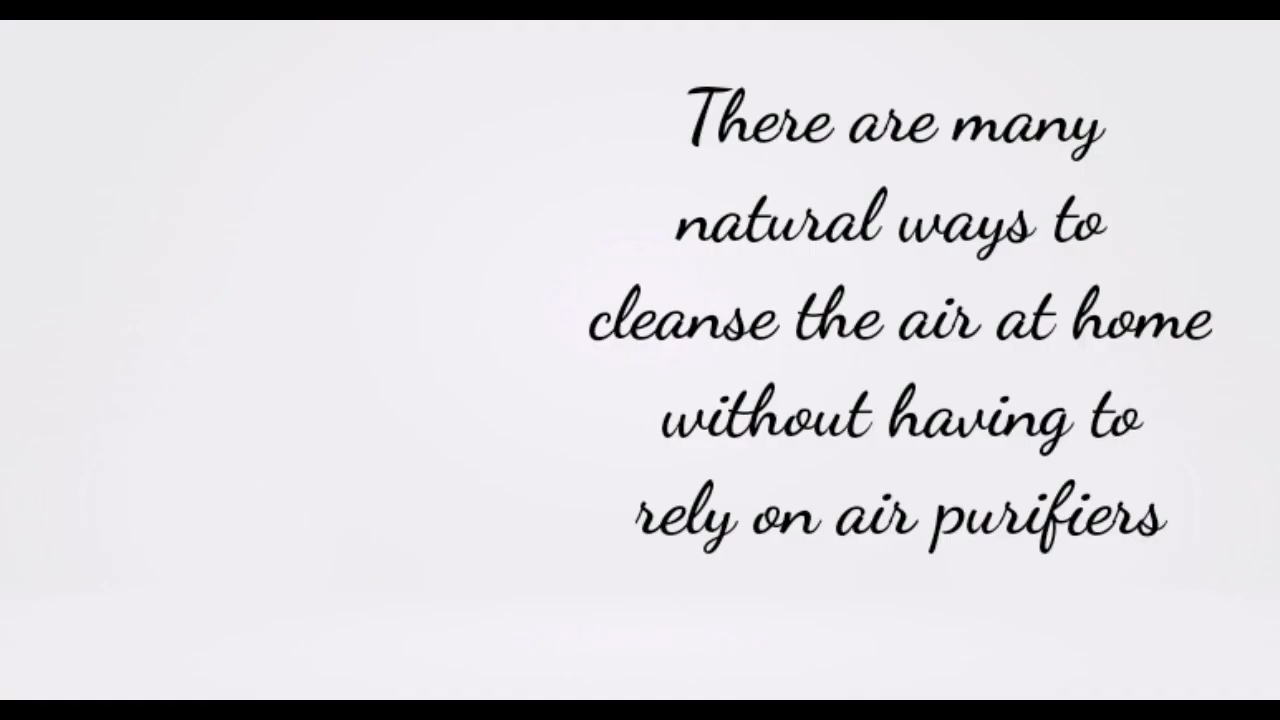 There are many
natural ways to
cleanse the air at home
without having to
rely on air purifiers